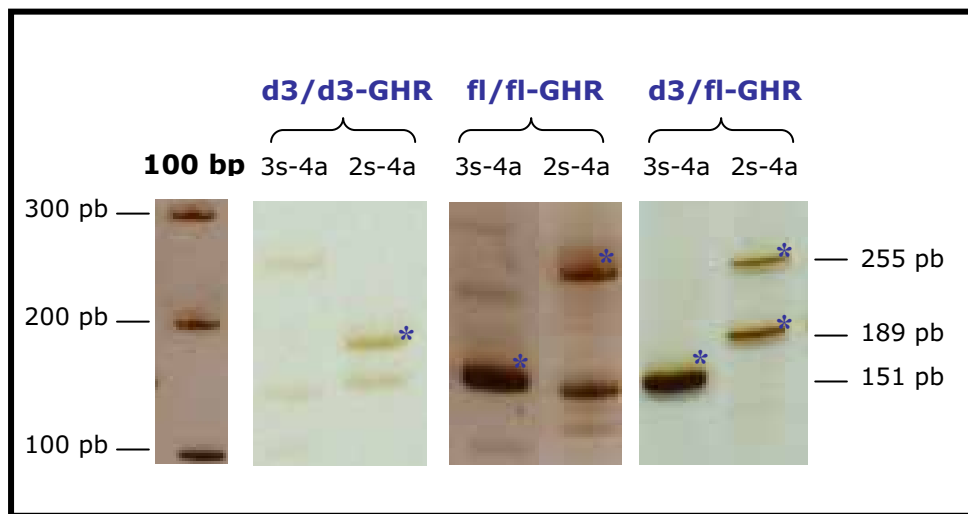 d3/d3-GHR fl/fl-GHR d3/fl-GHR
100 bp 3s-4a 2s-4a 3s-4a 2s-4a 3s-4a 2s-4a
300 pb
* * 255 pb
200 pb
* * 189 pb
* * 151 pb
100 pb